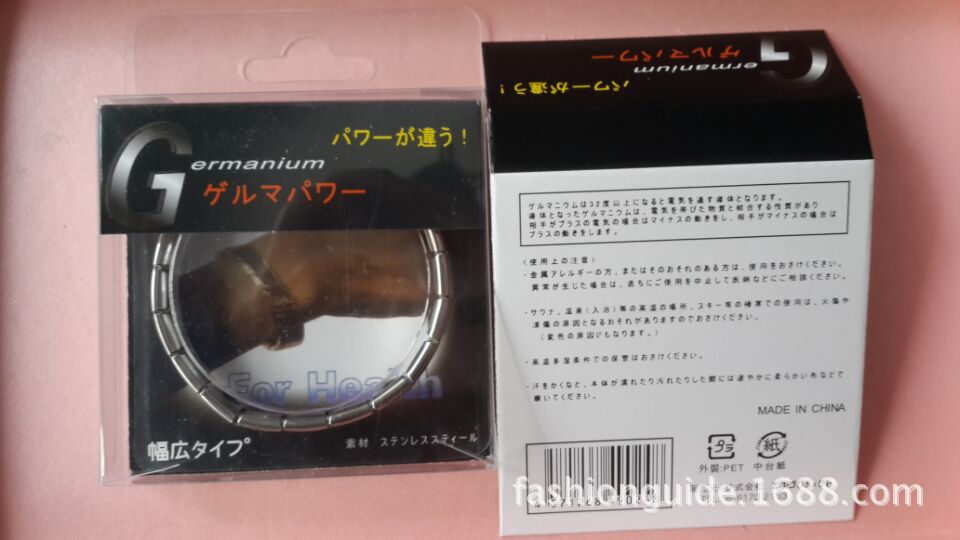 パワーが違う!
Germanium
ゲルマパワー
For Health
幅広タイプ
素材 ステンレススティール
Germanium
ゲルマパワー
パワーが違う!
ゲルマニウムは32度以上になると電気を通す導体となります。
導体となったゲルマニウムは、電気を帯びた物質と結合する性質があり
相手がプラスの電気の場合はマイナスの働きをし、相手がマイナスの場合は
プラスの働きをします。
<使用上の注意>
・金属アレルギーの方、またはそのおそれのある方は、使用をおさけください。
異常が生じた場合は、直ちにご使用を中止して医師などにご相談ください。
・サウナ、温泉(入浴)等の高温の場所、スキー等の極寒での使用は、火傷や
凍傷の原因となるおそれがありますのでおさけください。
(変色の原因にもなります。)
・高温多湿条件での保管はおさけください。
・汗をかくなど、本体が濡れたり汚れたりした際には速やかに柔らかい布などで
磨いてください。
MADE IN CHINA
プラ
紙
外装:PET 中台紙
株式会社
fashionguide.1688.com